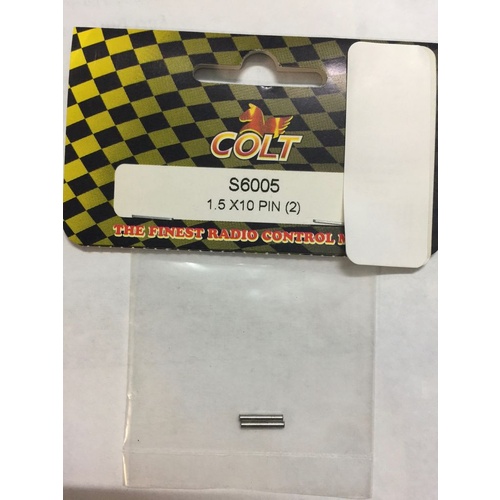 COLT
S6005
1.5 X10 PIN (2)
THE FINEST RADIO CONTROL